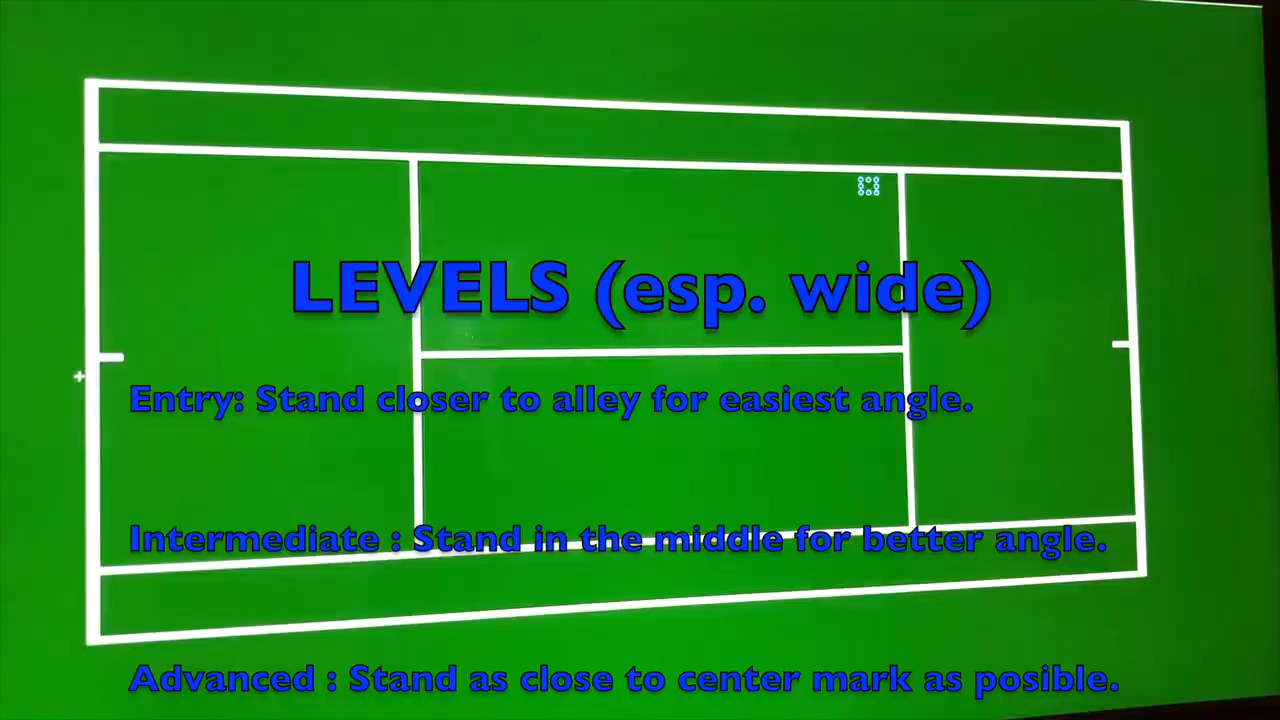 LEVELS (esp. wide)
Entry: Stand closer to alley for easiest angle.
Intermediate : Stand in the middle for better angle.
Advanced : Stand as close to center mark as posible.